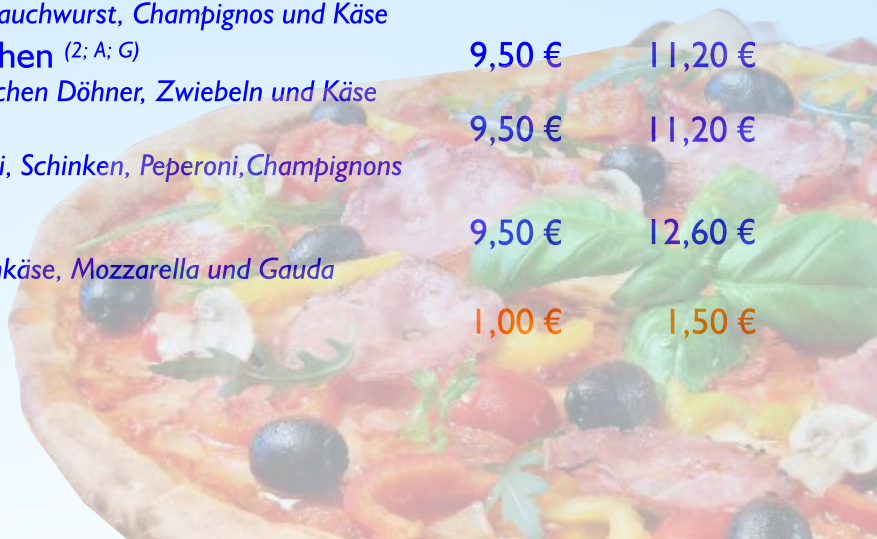 auchwurst, Champignos und Käse
hen (2; A; G) 9,50 € 11,20 €
chen Döhner, Zwiebeln und Käse
9,50 € 11,20 €
i, Schinken, Peperoni,Champignons
9,50 € 12,60 €
käse, Mozzarella und Gauda
1,00 € 1,50 €